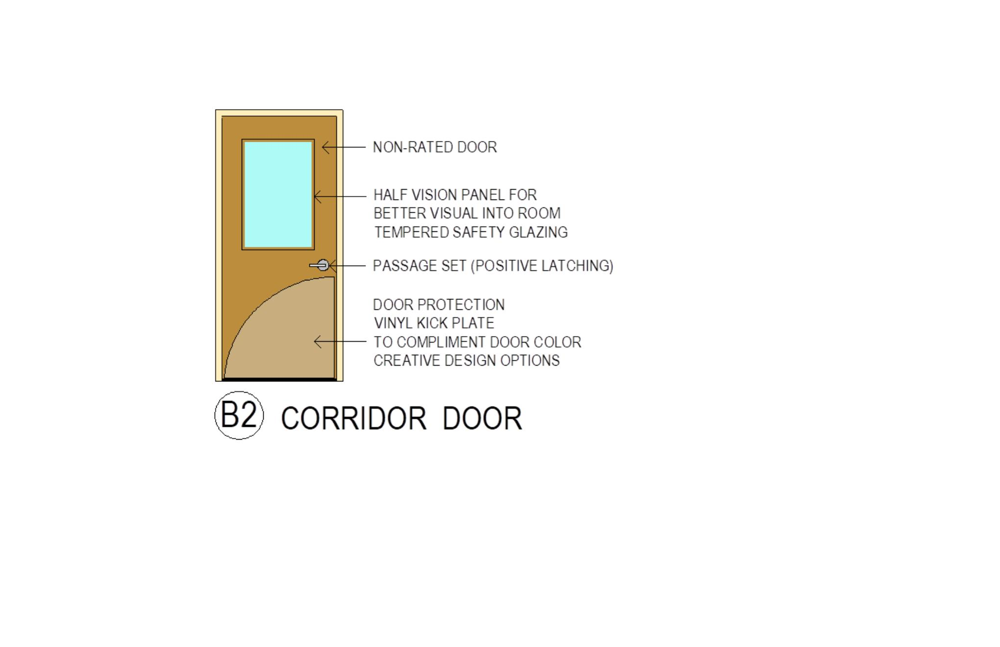 NON-RATED DOOR
HALF VISION PANEL FOR
BETTER VISUAL INTO ROOM
TEMPERED SAFETY GLAZING
PASSAGE SET (POSITIVE LATCHING)
DOOR PROTECTION
VINYL KICK PLATE
TO COMPLIMENT DOOR COLOR
CREATIVE DESIGN OPTIONS
B2 CORRIDOR DOOR